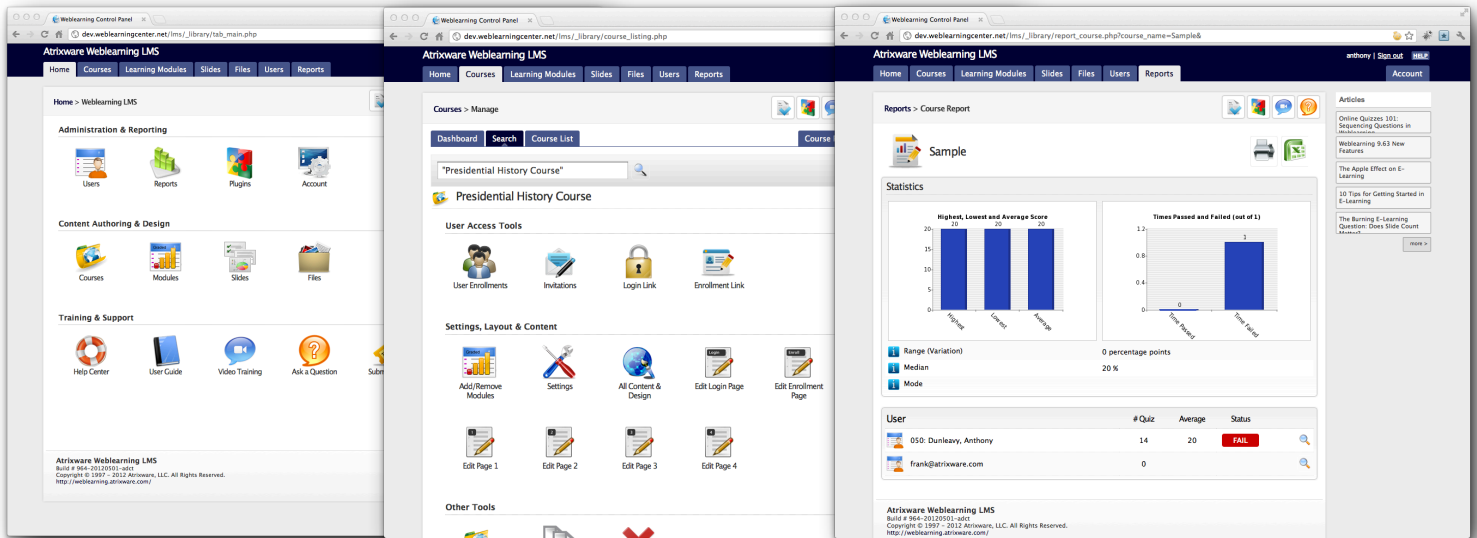 Weblearning Control Panel
dev.weblearningcenter.net/lms/_library/tab_main.php
Atrixware Weblearning LMS
Home Courses Learning Modules Slides Files Users Reports
Home > Weblearning LMS
Administration & Reporting
Users Reports Plugins Account
Content Authoring & Design
Courses Modules Slides Files
Training & Support
Help Center User Guide Video Training Ask a Question
Atrixware Weblearning LMS
Build # 964-20120501-adct
Copyright © 1997 - 2012 Atrixware, LLC. All Rights Reserved.
http://weblearning.atrixware.com/
Weblearning Control Panel
dev.weblearningcenter.net/lms/_library/course_listing.php
Atrixware Weblearning LMS
Home Courses Learning Modules Slides Files Users Reports
Courses > Manage
Dashboard Search Course List Course
"Presidential History Course"
Presidential History Course
User Access Tools
User Enrollments Invitations Login Link Enrollment Link
Settings, Layout & Content
Add/Remove Modules Settings All Content & Design Edit Login Page Edit Enrollment Page
Edit Page 1 Edit Page 2 Edit Page 3 Edit Page 4
Other Tools
Weblearning Control Panel
dev.weblearningcenter.net/lms/_library/report_course.php?course_name=Sample&
Atrixware Weblearning LMS
anthony | Sign out HELP
Home Courses Learning Modules Slides Files Users Reports Account
Reports > Course Report
Sample
Statistics
Highest, Lowest and Average Score
20 20 20
20
15
10
5
0
Highest Lowest Average
Times Passed and Failed (out of 1)
1.2
0.8
0.4
0
0 1
Time Passed Time Failed
Range (Variation) 0 percentage points
Median 20 %
Mode
User # Quiz Average Status
050: Dunleavy, Anthony 14 20 FAIL
frank@atrixware.com 0
Atrixware Weblearning LMS
Build # 964-20120501-adct
Copyright © 1997 - 2012 Atrixware, LLC. All Rights Reserved.
http://weblearning.atrixware.com/
Articles
Online Quizzes 101:
Sequencing Questions in
Weblearning 9.63 New
Features
The Apple Effect on E-
Learning
10 Tips for Getting Started in
E-Learning
The Burning E-Learning
Question: Does Slide Count
more >